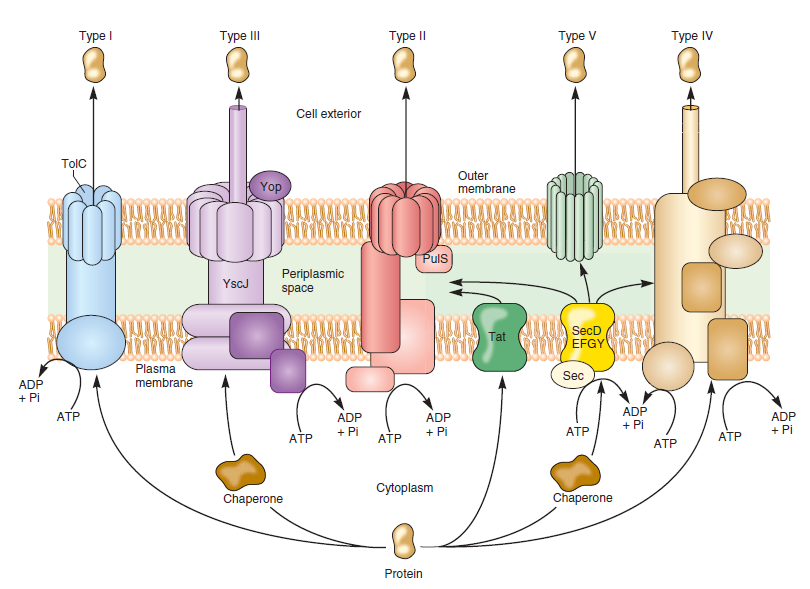 Type I
Type III
Type II
Type V
Type IV
Cell exterior
TolC
Yop
Outer
membrane
PulS
YscJ
Periplasmic
space
Tat
SecD
EFGY
Sec
Plasma
membrane
ADP
+ Pi
ATP
ATP
ADP
+ Pi
ATP
ADP
+ Pi
ATP
ADP
+ Pi
ATP
ATP
ADP
+ Pi
Chaperone
Cytoplasm
Chaperone
Protein